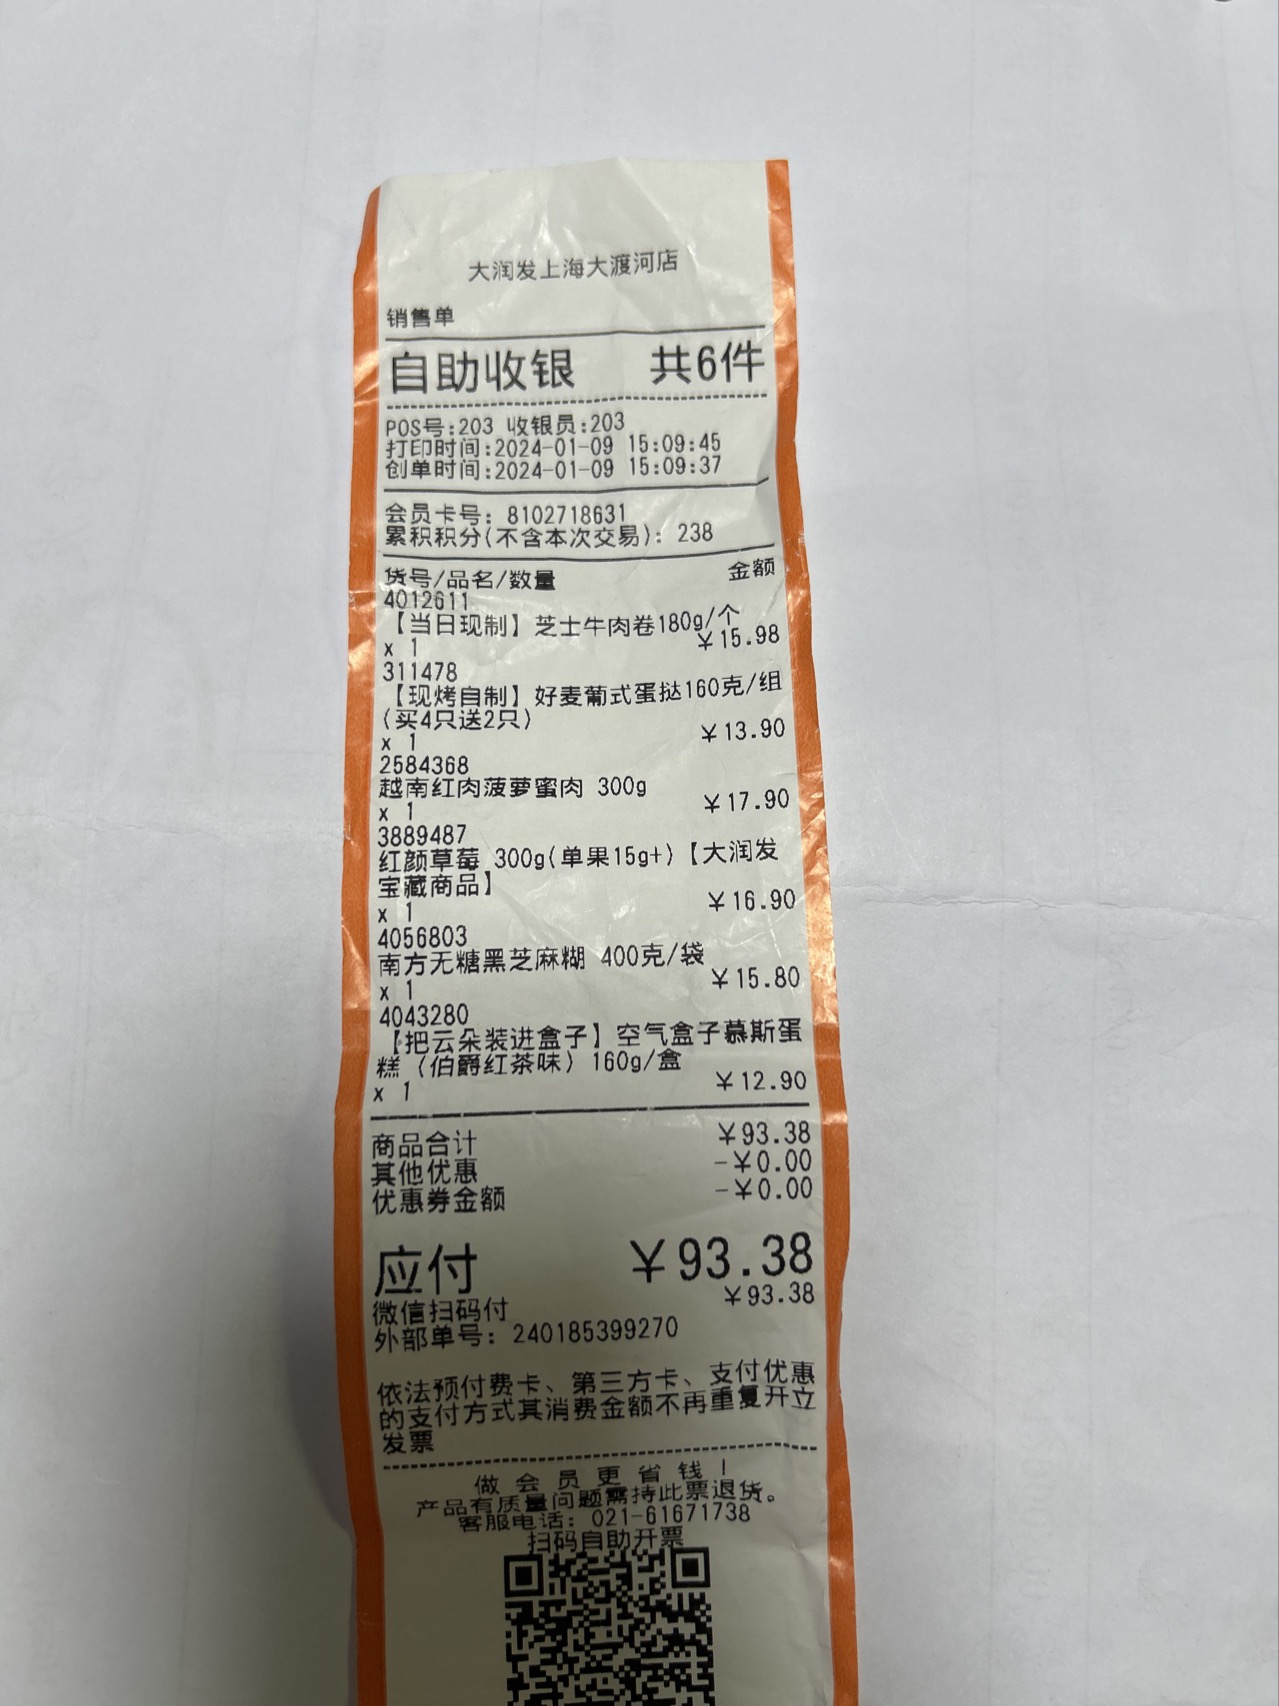 大润发上海大渡河店
销售单
自助收银 共6件
POS号:203 收银员:203
打印时间:2024-01-09 15:09:45
创单时间:2024-01-09 15:09:37
会员卡号: 8102718631
累积积分(不含本次交易): 238
货号/品名/数量 金额
4012611
【当日现制】芝士牛肉卷180g/个
x 1 ¥15.98
311478
【现烤自制】好麦葡式蛋挞160克/组
(买4只送2只)
x 1 ¥13.90
2584368
越南红肉菠萝蜜肉 300g
x 1 ¥17.90
3889487
红颜草莓 300g(单果15g+)【大润发
宝藏商品】
x 1 ¥16.90
4056803
南方无糖黑芝麻糊 400克/袋
x 1 ¥15.80
4043280
【把云朵装进盒子】空气盒子慕斯蛋
糕(伯爵红茶味)160g/盒
x 1 ¥12.90
商品合计 ¥93.38
其他优惠 -¥0.00
优惠券金额 -¥0.00
应付 ¥93.38
微信扫码付 ¥93.38
外部单号: 240185399270
依法预付费卡、第三方卡、支付优惠
的支付方式其消费金额不再重复开立
发票
做会员更省钱!
产品有质量问题需持此票退货。
客服电话: 021-61671738
扫码自助开票